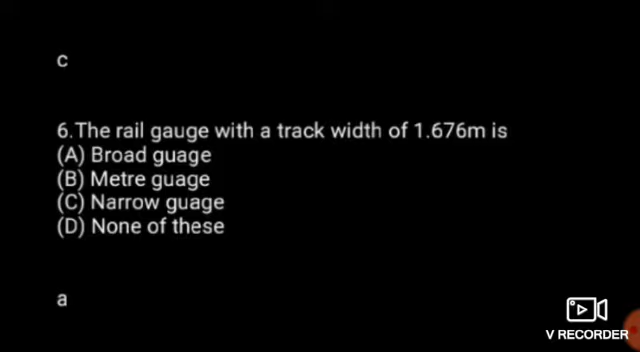 c
6.The rail gauge with a track width of 1.676m is
(A) Broad guage
(B) Metre guage
(C) Narrow guage
(D) None of these
a
V RECORDER